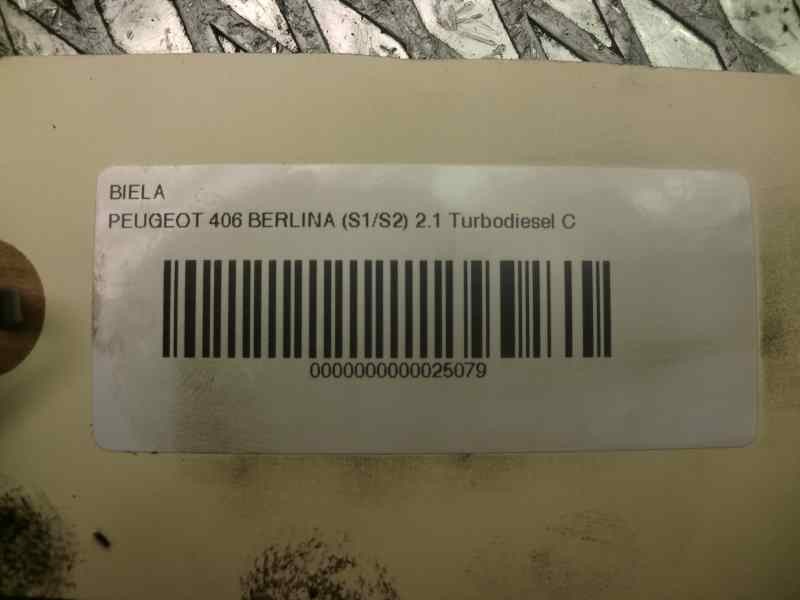 BIELA
PEUGEOT 406 BERLINA (S1/S2) 2.1 Turbodiesel C
0000000000025079